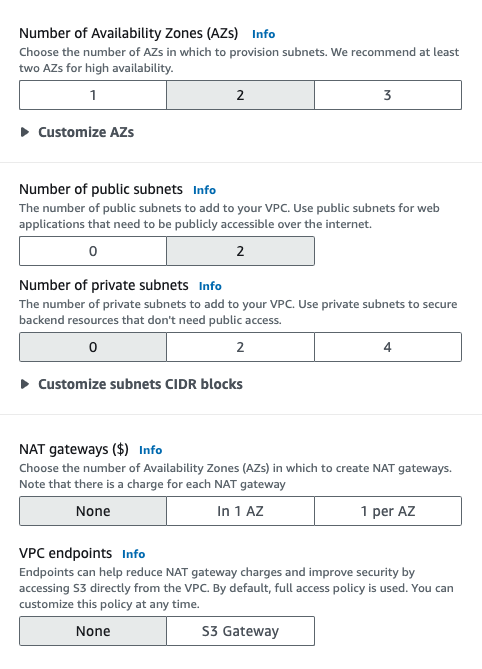 Number of Availability Zones (AZs) Info
Choose the number of AZs in which to provision subnets. We recommend at least
two AZs for high availability.
1 2 3
Customize AZs
Number of public subnets Info
The number of public subnets to add to your VPC. Use public subnets for web
applications that need to be publicly accessible over the internet.
0 2
Number of private subnets Info
The number of private subnets to add to your VPC. Use private subnets to secure
backend resources that don't need public access.
0 2 4
Customize subnets CIDR blocks
NAT gateways ($) Info
Choose the number of Availability Zones (AZs) in which to create NAT gateways.
Note that there is a charge for each NAT gateway
None In 1 AZ 1 per AZ
VPC endpoints Info
Endpoints can help reduce NAT gateway charges and improve security by
accessing S3 directly from the VPC. By default, full access policy is used. You can
customize this policy at any time.
None S3 Gateway